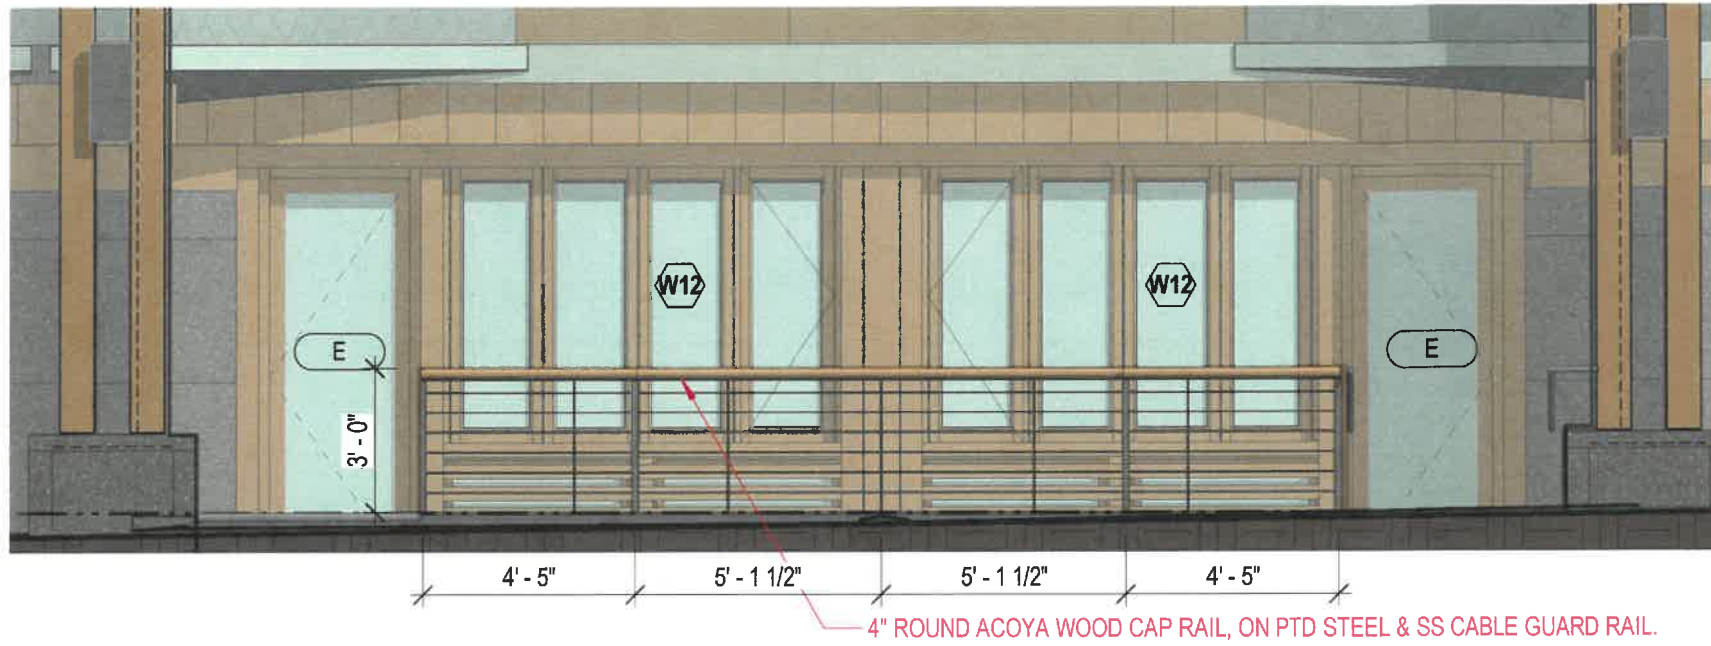 W12
W12
E
E
3' - 0"
4' - 5"
5' - 1 1/2"
5' - 1 1/2"
4' - 5"
4" ROUND ACOYA WOOD CAP RAIL, ON PTD STEEL & SS CABLE GUARD RAIL.